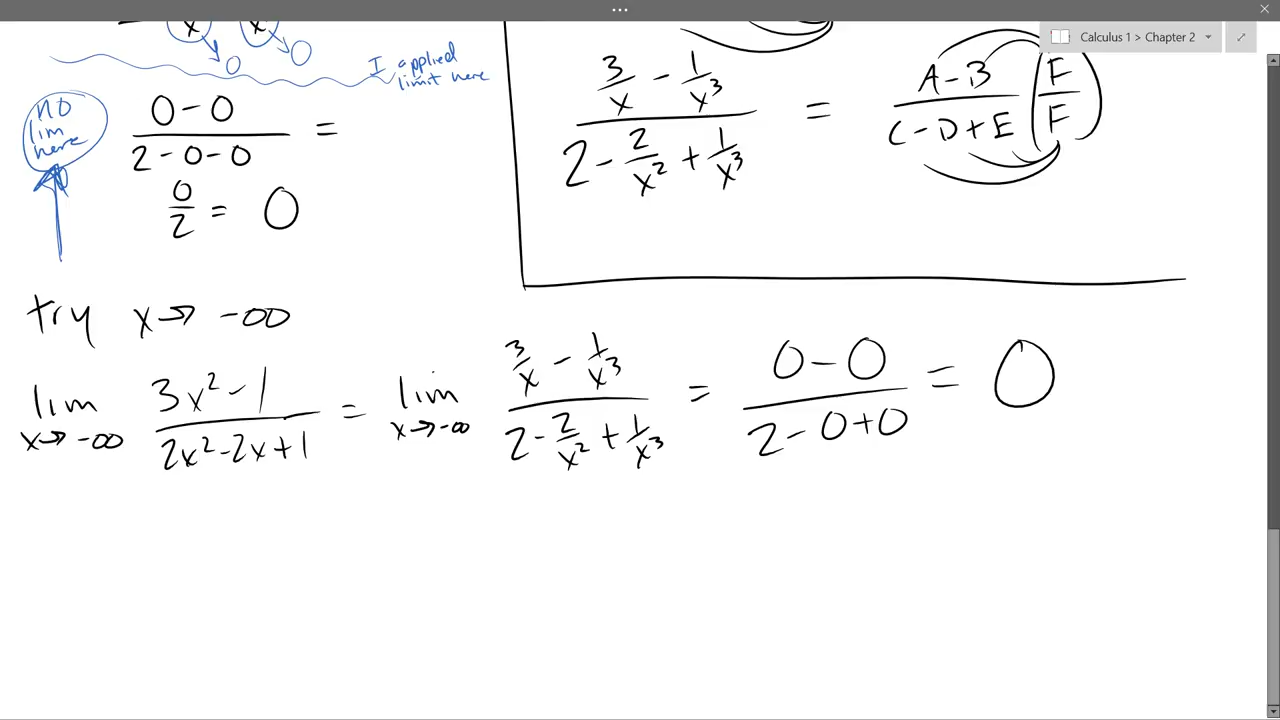 Calculus 1 > Chapter 2
x x
0 0
I applied
limit here
no
lim
here
0 - 0 / 2 - 0 - 0 =
0/2 = 0
3/x - 1/x³ / 2 - 2/x² + 1/x³ = A - B / C - D + E (F/F)
try x → -∞
lim x→-∞ 3x² - 1 / 2x² - 2x + 1 = lim x→-∞ 3/x - 1/x³ / 2 - 2/x² + 1/x³ = 0 - 0 / 2 - 0 + 0 = 0